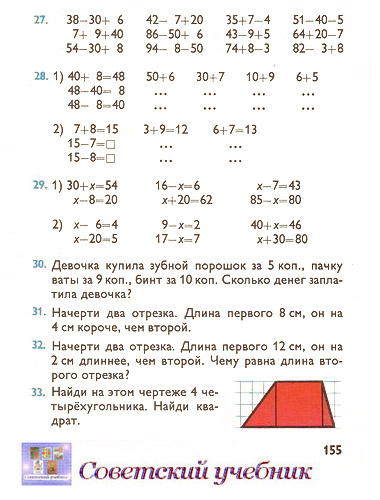 27. 38−30+ 6 42− 7+20 35+7−4 51−40−5
7+ 9+40 86−50+ 6 43−9+5 64+20−7
54−30+ 8 94− 8−50 74+8−3 82− 3+8
28. 1) 40+ 8=48 50+6 30+7 10+9 6+5
48−40= 8 ... ... ... ...
48− 8=40 ... ... ... ...
2) 7+8=15 3+9=12 6+7=13
15−7=□ ... ...
15−8=□ ... ...
29. 1) 30+x=54 16−x=6 x−7=43
x−8=20 x+20=62 85−x=80
2) x− 6=4 9−x=2 40+x=46
x−20=5 17−x=7 x+30=80
30. Девочка купила зубной порошок за 5 коп., пачку
ваты за 9 коп., бинт за 10 коп. Сколько денег запла-
тила девочка?
31. Начерти два отрезка. Длина первого 8 см, он на
4 см короче, чем второй.
32. Начерти два отрезка. Длина первого 12 см, он на
2 см длиннее, чем второй. Чему равна длина вто-
рого отрезка?
33. Найди на этом чертеже 4 че-
тырёхугольника. Найди ква-
драт.
155
Советский учебник